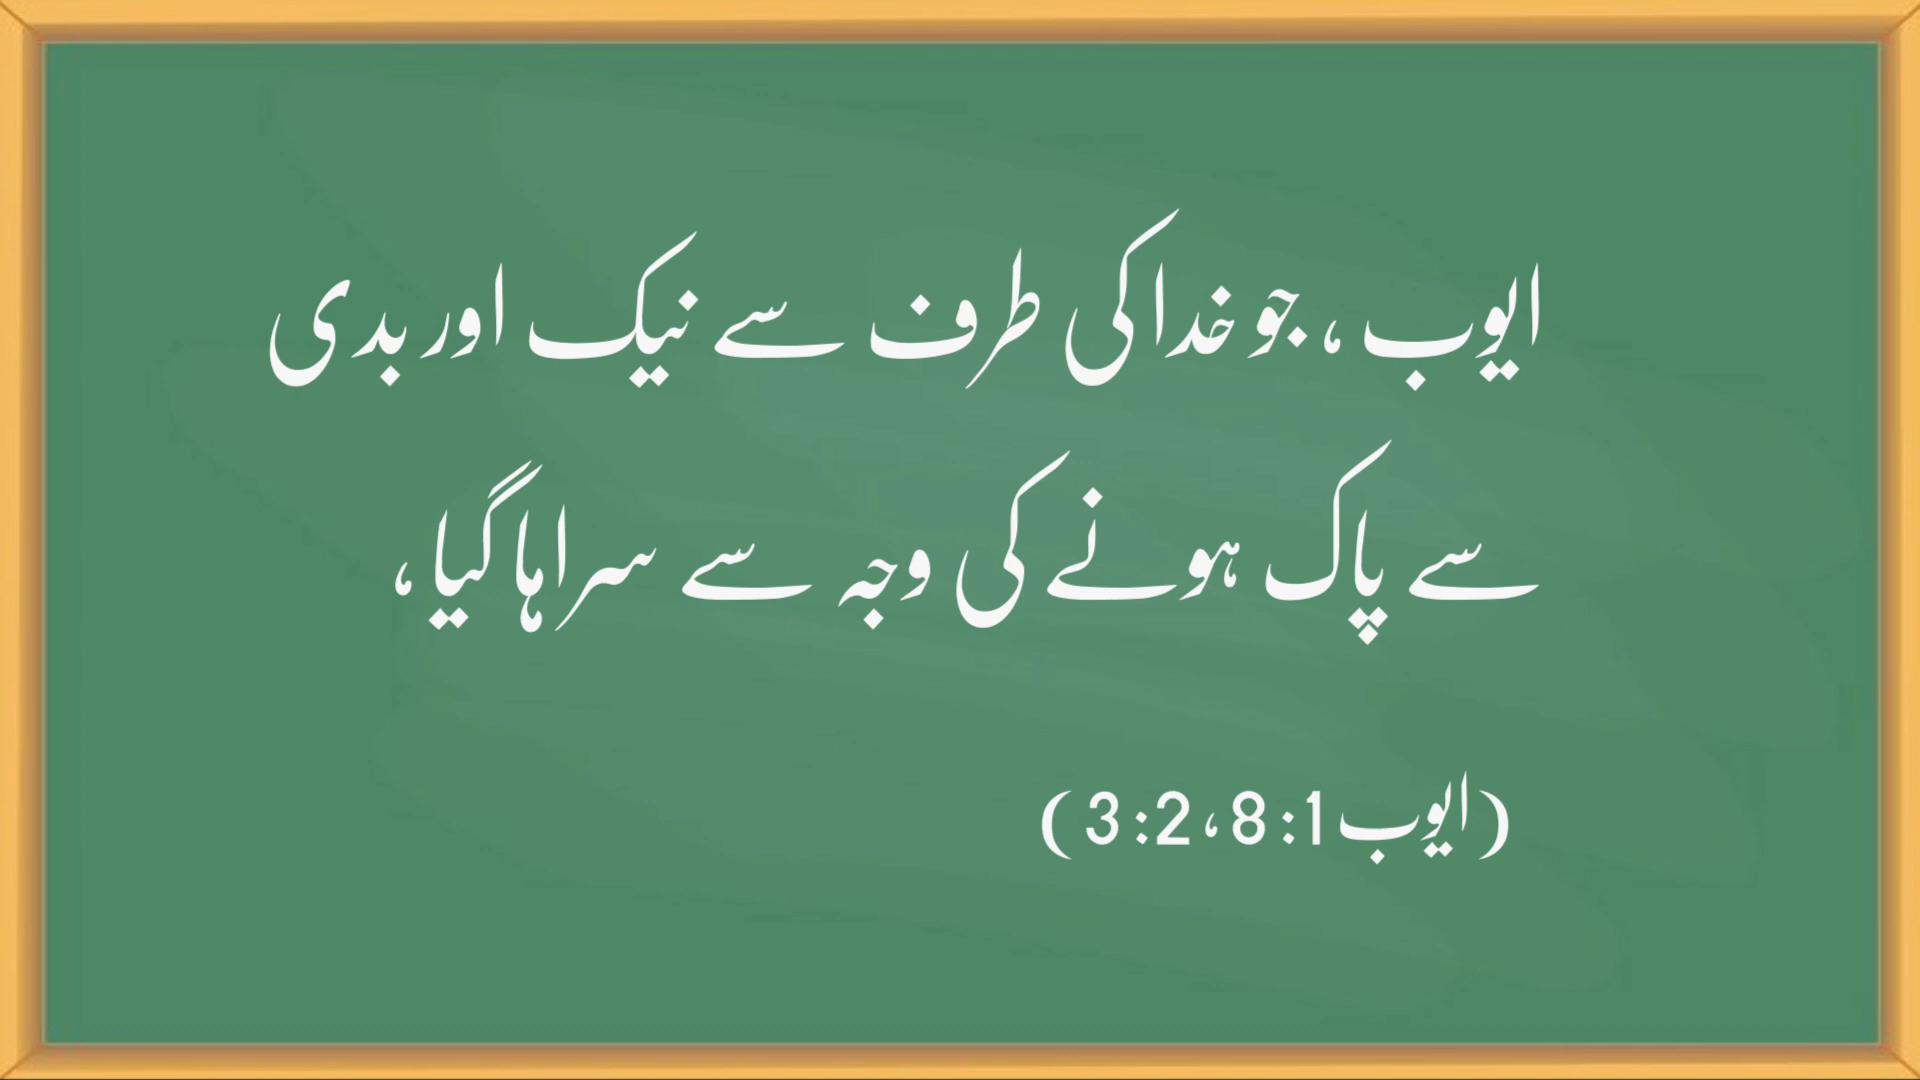 ایوب ، جو خدا کی طرف سے نیک اور بدی
سے پاک ہونے کی وجہ سے سراہا گیا ،
(ایوب 1:8، 2:3)